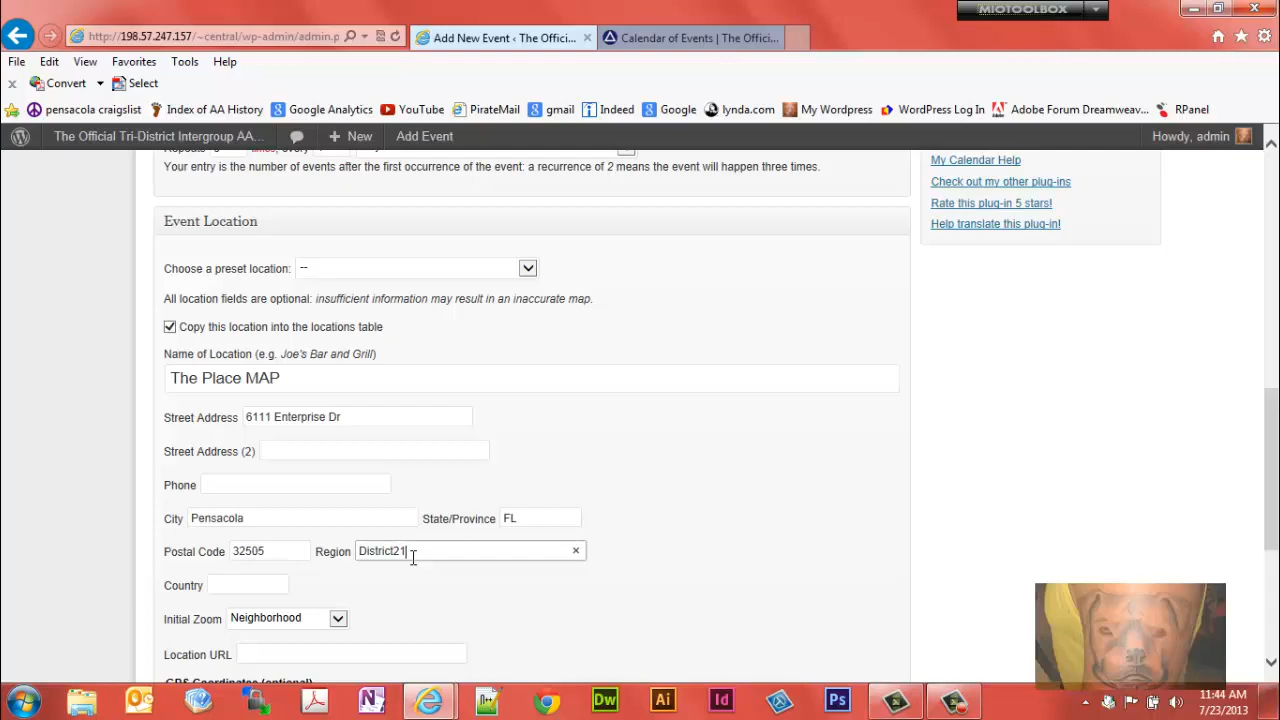 MIOTOOLBOX
http://198.57.247.157/~central/wp-admin/admin.p
Add New Event ‹ The Offici...
Calendar of Events | The Offici...
File Edit View Favorites Tools Help
Convert Select
pensacola craigslist Index of AA History Google Analytics YouTube PirateMail gmail Indeed Google lynda.com My Wordpress WordPress Log In Adobe Forum Dreamweav... RPanel
The Official Tri-District Intergroup AA... New Add Event Howdy, admin
Your entry is the number of events after the first occurrence of the event: a recurrence of 2 means the event will happen three times.
My Calendar Help
Check out my other plug-ins
Rate this plug-in 5 stars!
Help translate this plug-in!
Event Location
Choose a preset location: --
All location fields are optional: insufficient information may result in an inaccurate map.
Copy this location into the locations table
Name of Location (e.g. Joe's Bar and Grill)
The Place MAP
Street Address 6111 Enterprise Dr
Street Address (2)
Phone
City Pensacola State/Province FL
Postal Code 32505 Region District21
Country
Initial Zoom Neighborhood
Location URL
GPS Coordinates (optional)
Dw Ai Id Ps
11:44 AM
7/23/2013